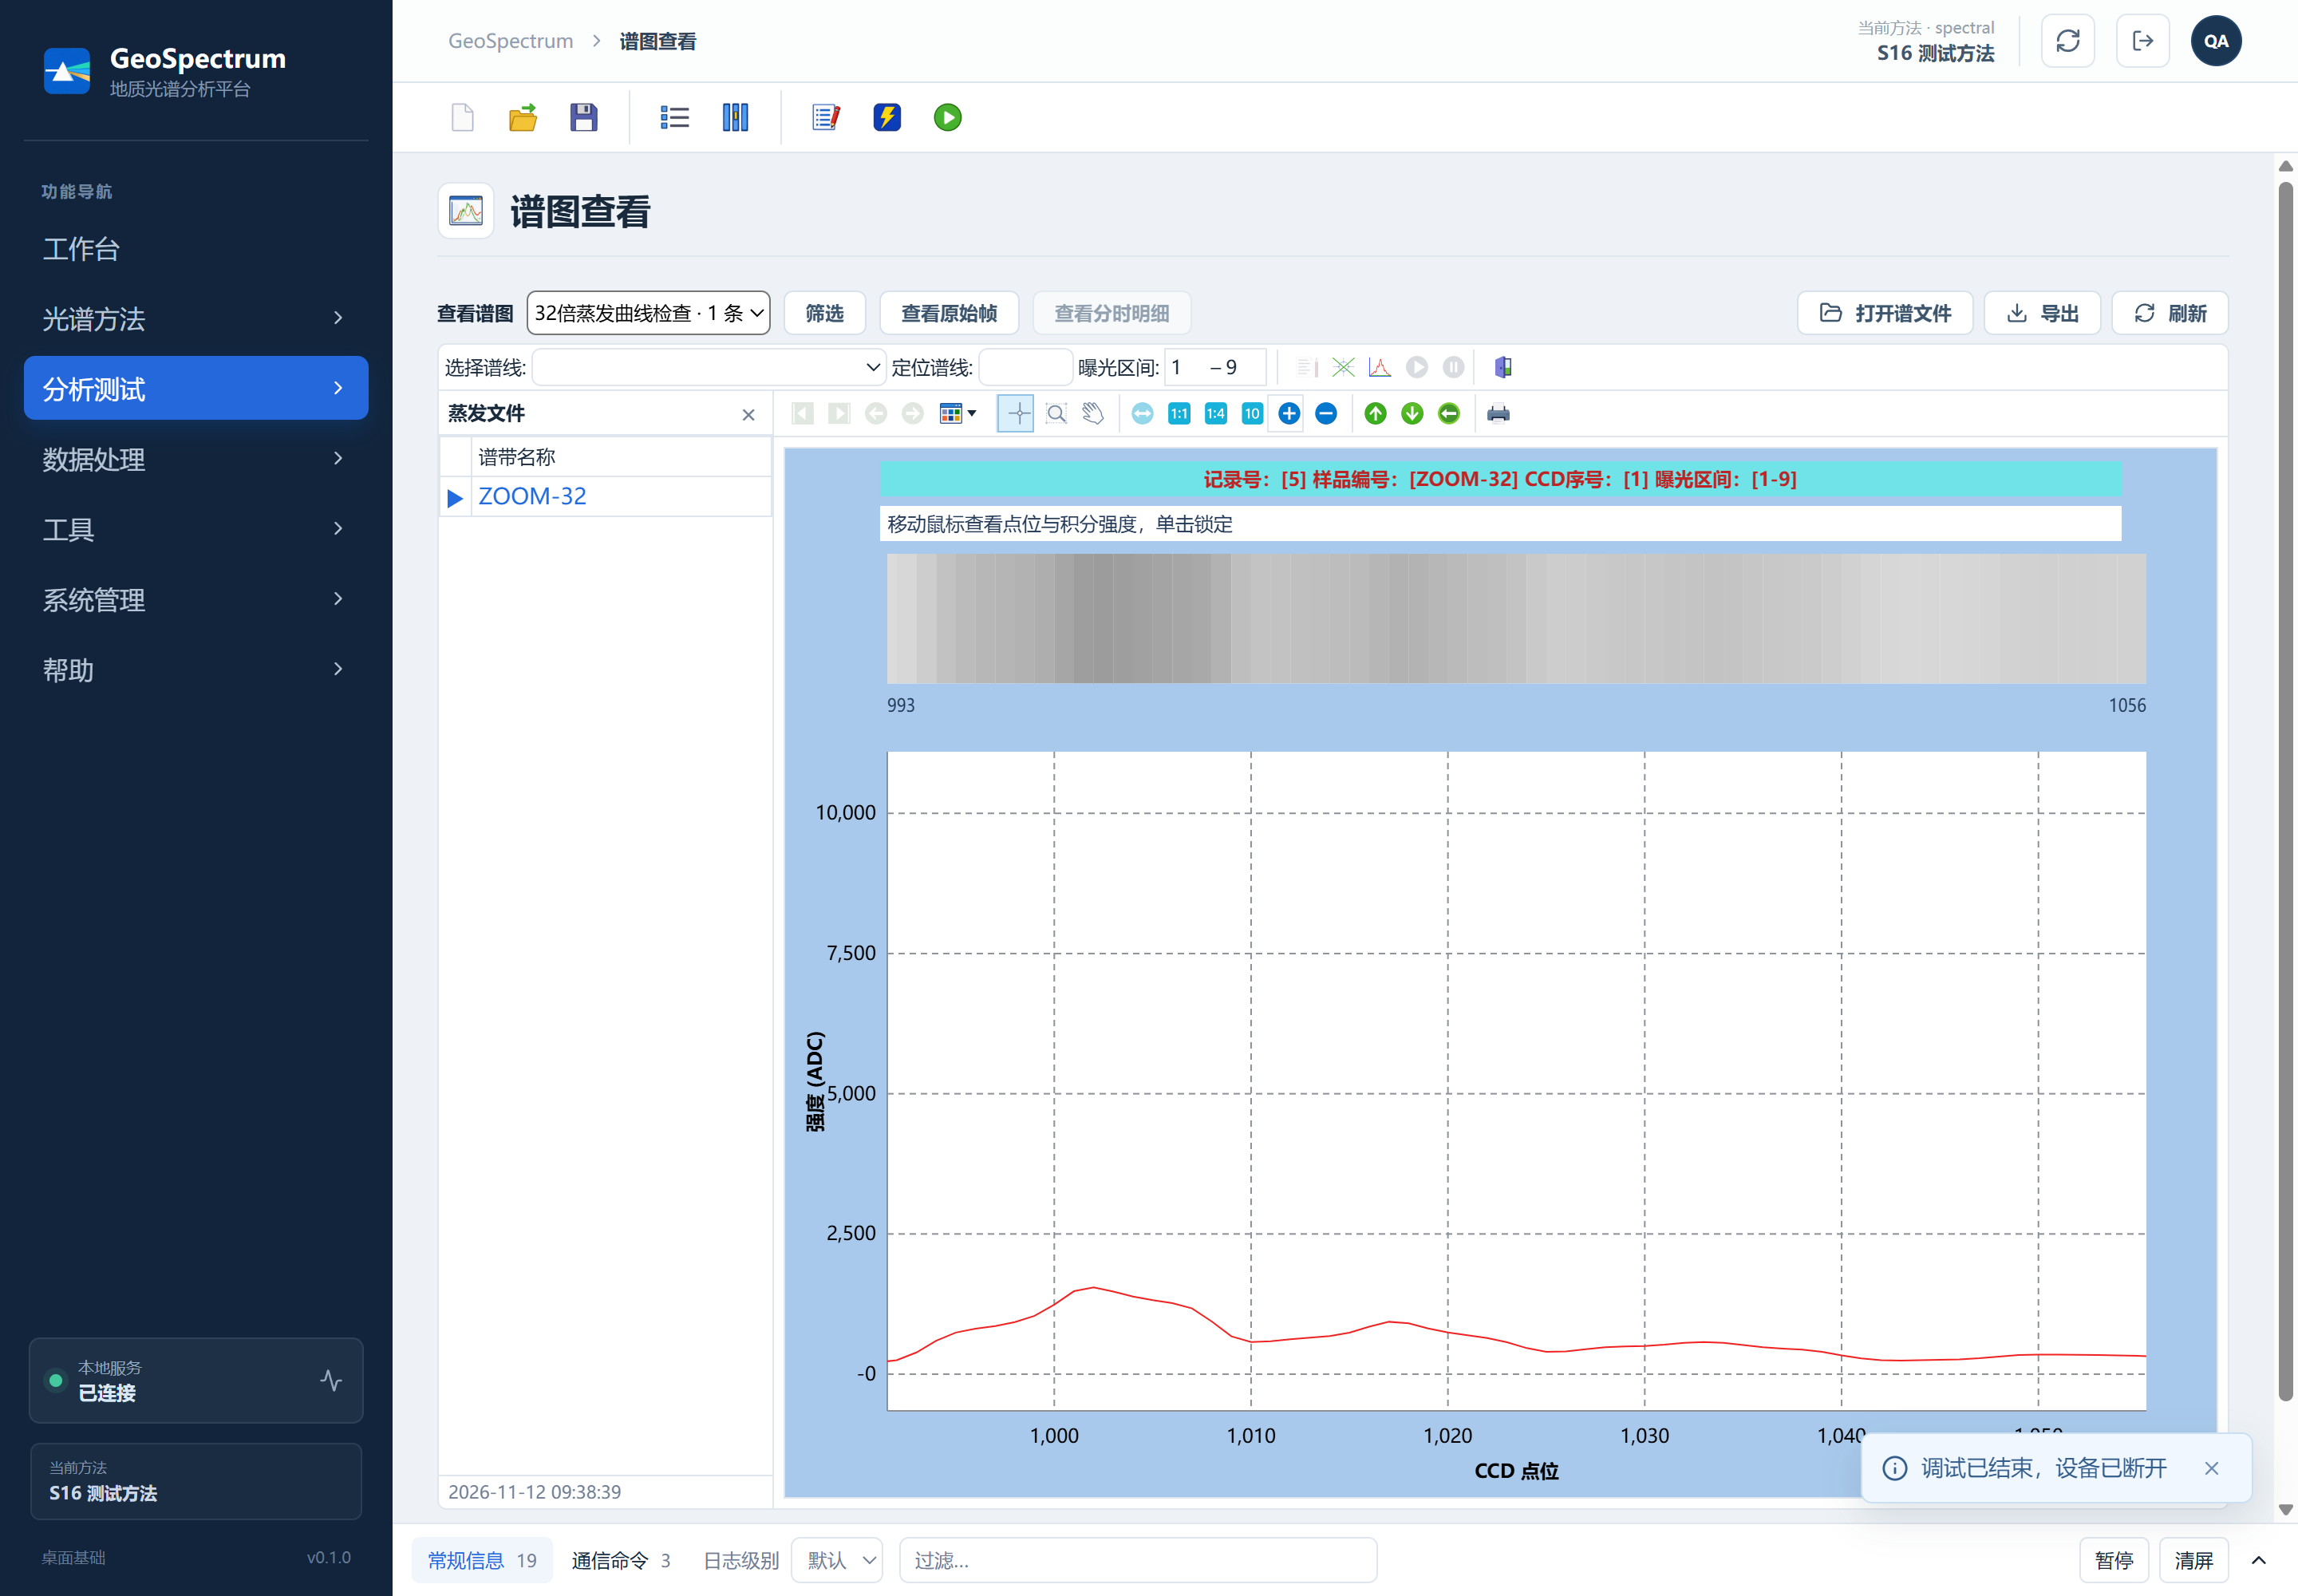 GeoSpectrum
地质光谱分析平台
功能导航
工作台
光谱方法
分析测试
数据处理
工具
系统管理
帮助
本地服务
已连接
当前方法
S16 测试方法
桌面基础 v0.1.0
GeoSpectrum > 谱图查看
当前方法 · spectral
S16 测试方法
QA
谱图查看
查看谱图 32倍蒸发曲线检查 · 1 条 筛选 查看原始帧 查看分时明细 打开谱文件 导出 刷新
选择谱线: 定位谱线: 曝光区间: 1 – 9
蒸发文件
1:1 1:4 10
谱带名称
ZOOM-32
2026-11-12 09:38:39
记录号: [5] 样品编号: [ZOOM-32] CCD序号: [1] 曝光区间: [1-9]
移动鼠标查看点位与积分强度，单击锁定
993 1056
强度 (ADC)
10,000
7,500
5,000
2,500
-0
1,000 1,010 1,020 1,030 1,040
CCD 点位
调试已结束，设备已断开
常规信息 19 通信命令 3 日志级别 默认 过滤... 暂停 清屏